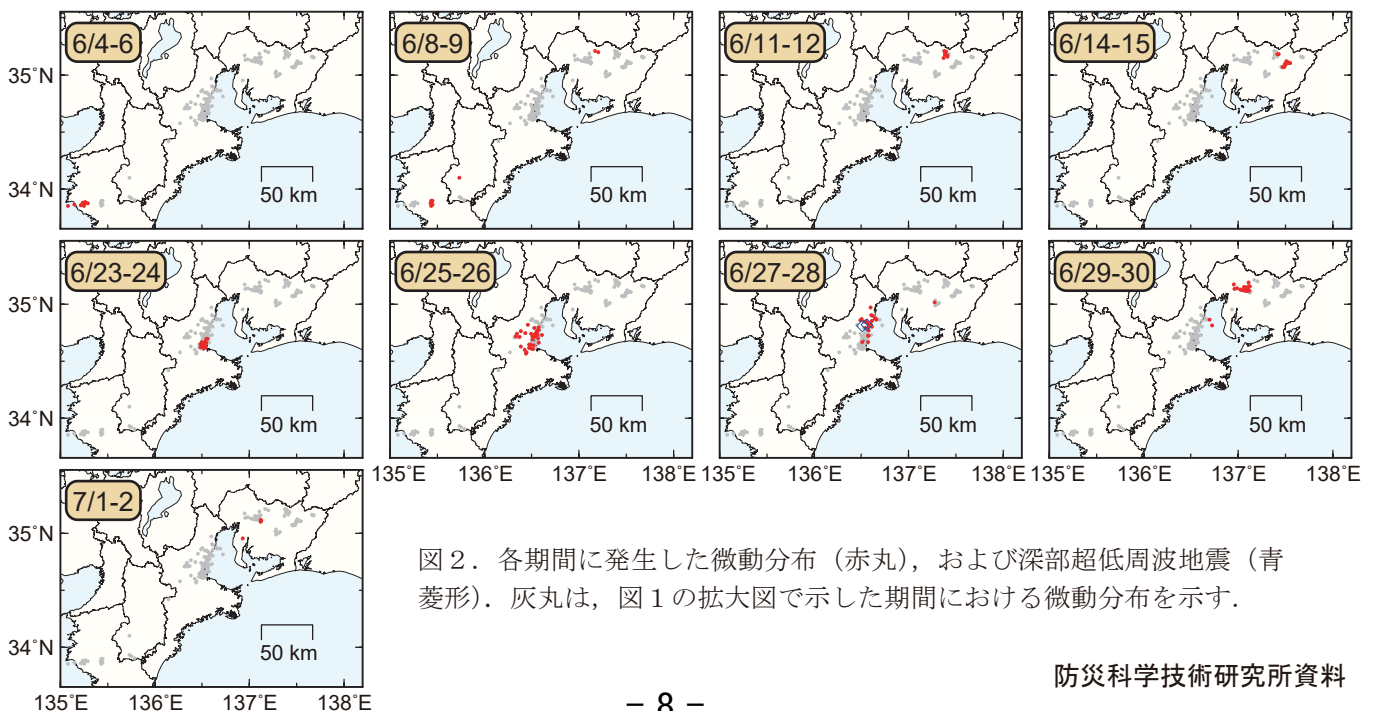 6/4-6
6/8-9
6/11-12
6/14-15
35˚N
34˚N
50 km
50 km
50 km
50 km
6/23-24
6/25-26
6/27-28
6/29-30
35˚N
34˚N
50 km
50 km
50 km
50 km
135˚E 136˚E 137˚E 138˚E
135˚E 136˚E 137˚E 138˚E
135˚E 136˚E 137˚E 138˚E
7/1-2
35˚N
34˚N
50 km
135˚E 136˚E 137˚E 138˚E
図２．各期間に発生した微動分布（赤丸），および深部超低周波地震（青
菱形）．灰丸は，図１の拡大図で示した期間における微動分布を示す．
防災科学技術研究所資料
－ 8 －